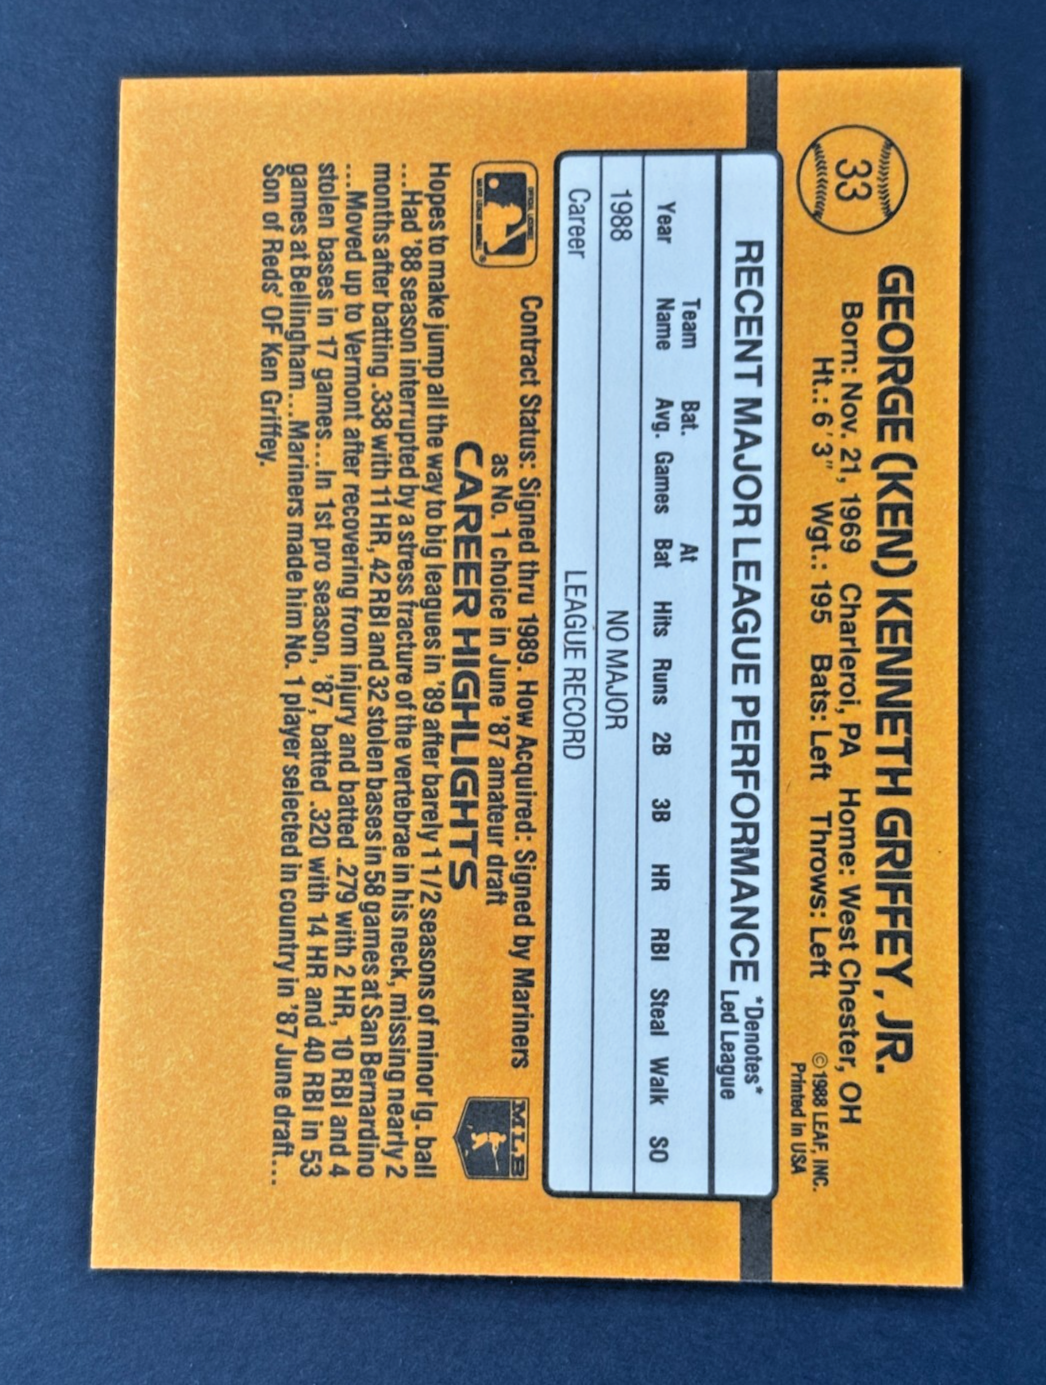 33
GEORGE (KEN) KENNETH GRIFFEY, JR.
Born: Nov. 21, 1969 Charleroi, PA Home: West Chester, OH
Ht.: 6'3" Wgt.: 195 Bats: Left Throws: Left
©1988 LEAF, INC.
Printed in USA
RECENT MAJOR LEAGUE PERFORMANCE *Denotes*
Led League
Team Bat. At
Year Name Avg. Games Bat Hits Runs 2B 3B HR RBI Steal Walk SO
1988 NO MAJOR
Career LEAGUE RECORD
Contract Status: Signed thru 1989. How Acquired: Signed by Mariners
as No. 1 choice in June '87 amateur draft
MLB
CAREER HIGHLIGHTS
Hopes to make jump all the way to big leagues in '89 after barely 1 1/2 seasons of minor lg. ball
...Had '88 season interrupted by a stress fracture of the vertebrae in his neck, missing nearly 2
months after batting .338 with 11 HR, 42 RBI and 32 stolen bases in 58 games at San Bernardino
...Moved up to Vermont after recovering from injury and batted .279 with 2 HR, 10 RBI and 4
stolen bases in 17 games...In 1st pro season, '87, batted .320 with 14 HR and 40 RBI in 53
games at Bellingham...Mariners made him No. 1 player selected in country in '87 June draft...
Son of Reds' OF Ken Griffey.